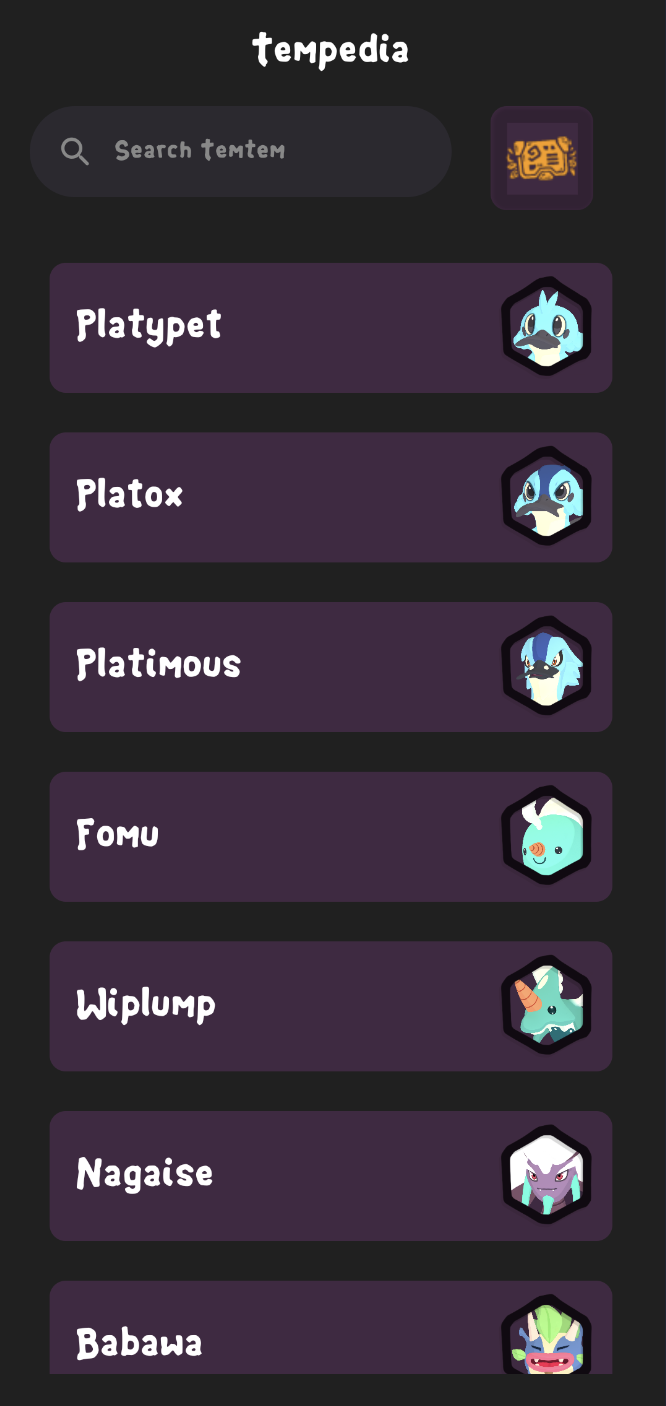 Tempedia
Search Temtem
Platypet
Platox
Platimous
Fomu
Wiplump
Nagaise
Babawa